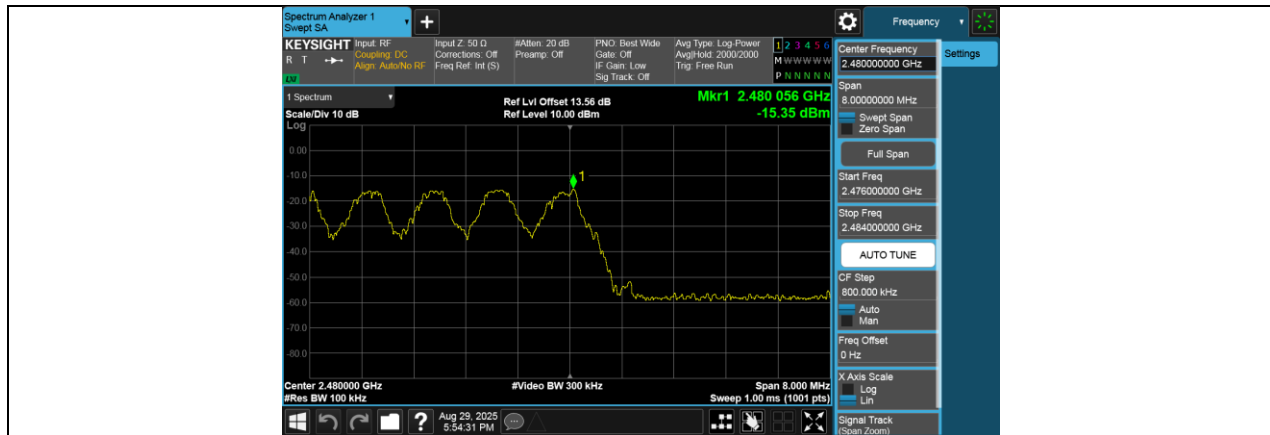 Spectrum Analyzer 1
Swept SA
+
Frequency
KEYSIGHT
R T
LXI
Input: RF
Coupling: DC
Align: Auto/No RF
Input Z: 50 Ω
Corrections: Off
Freq Ref: Int (S)
#Atten: 20 dB
Preamp: Off
PNO: Best Wide
Gate: Off
IF Gain: Low
Sig Track: Off
Avg Type: Log-Power
Avg|Hold: 2000/2000
Trig: Free Run
1 2 3 4 5 6
M W W W W W
P N N N N N
1 Spectrum
Scale/Div 10 dB
Log
Ref Lvl Offset 13.56 dB
Ref Level 10.00 dBm
Mkr1 2.480 056 GHz
-15.35 dBm
1
0.00
-10.0
-20.0
-30.0
-40.0
-50.0
-60.0
-70.0
-80.0
Center 2.480000 GHz
#Res BW 100 kHz
#Video BW 300 kHz
Span 8.000 MHz
Sweep 1.00 ms (1001 pts)
?
Aug 29, 2025
5:54:31 PM
Center Frequency
2.480000000 GHz
Settings
Span
8.00000000 MHz
Swept Span
Zero Span
Full Span
Start Freq
2.476000000 GHz
Stop Freq
2.484000000 GHz
AUTO TUNE
CF Step
800.000 kHz
Auto
Man
Freq Offset
0 Hz
X Axis Scale
Log
Lin
Signal Track
(Span Zoom)